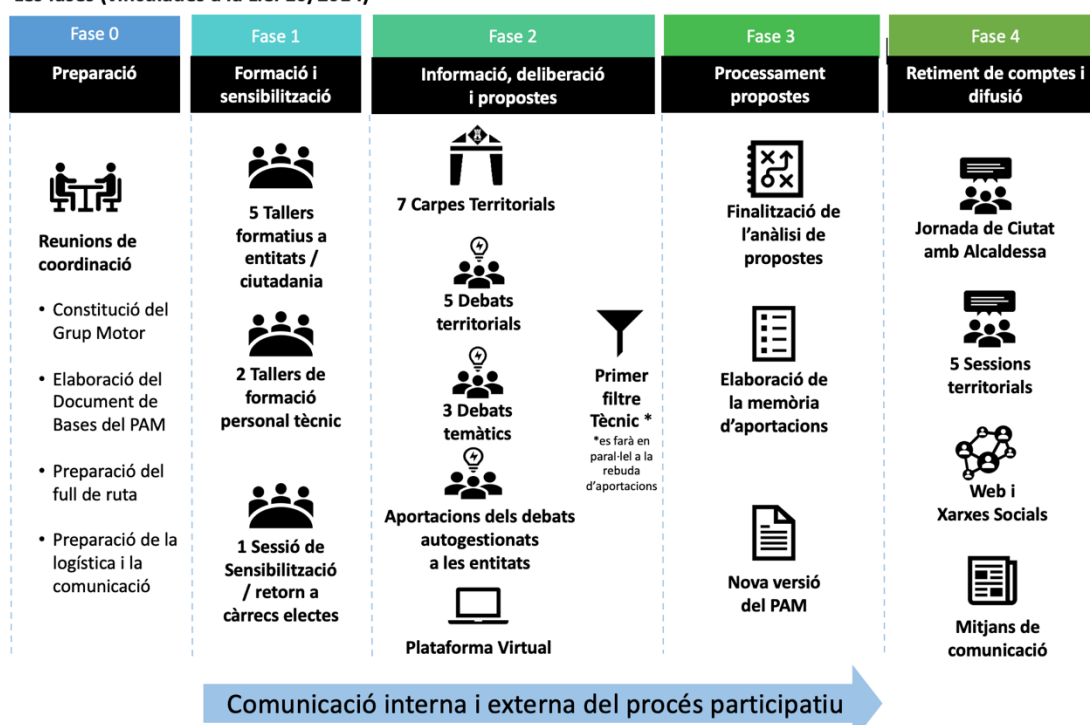 Fase 0
Preparació
Reunions de
coordinació
• Constitució del
Grup Motor
• Elaboració del
Document de
Bases del PAM
• Preparació del
full de ruta
• Preparació de la
logística i la
comunicació
Fase 1
Formació i
sensibilització
5 Tallers
formatius a
entitats /
ciutadania
2 Tallers de
formació
personal tècnic
1 Sessió de
Sensibilització
/ retorn a
càrrecs electes
Fase 2
Informació, deliberació
i propostes
7 Carpes Territorials
5 Debats
territorials
3 Debats
temàtics
Aportacions dels debats
autogestionats
a les entitats
Plataforma Virtual
Primer
filtre
Tècnic *
*es farà en
paral·lel a la
rebuda
d'aportacions
Fase 3
Processament
propostes
Finalització de
l'anàlisi de
propostes
Elaboració de
la memòria
d'aportacions
Nova versió
del PAM
Fase 4
Retiment de comptes i
difusió
Jornada de Ciutat
amb Alcaldessa
5 Sessions
territorials
Web i
Xarxes Socials
Mitjans de
comunicació
Comunicació interna i externa del procés participatiu